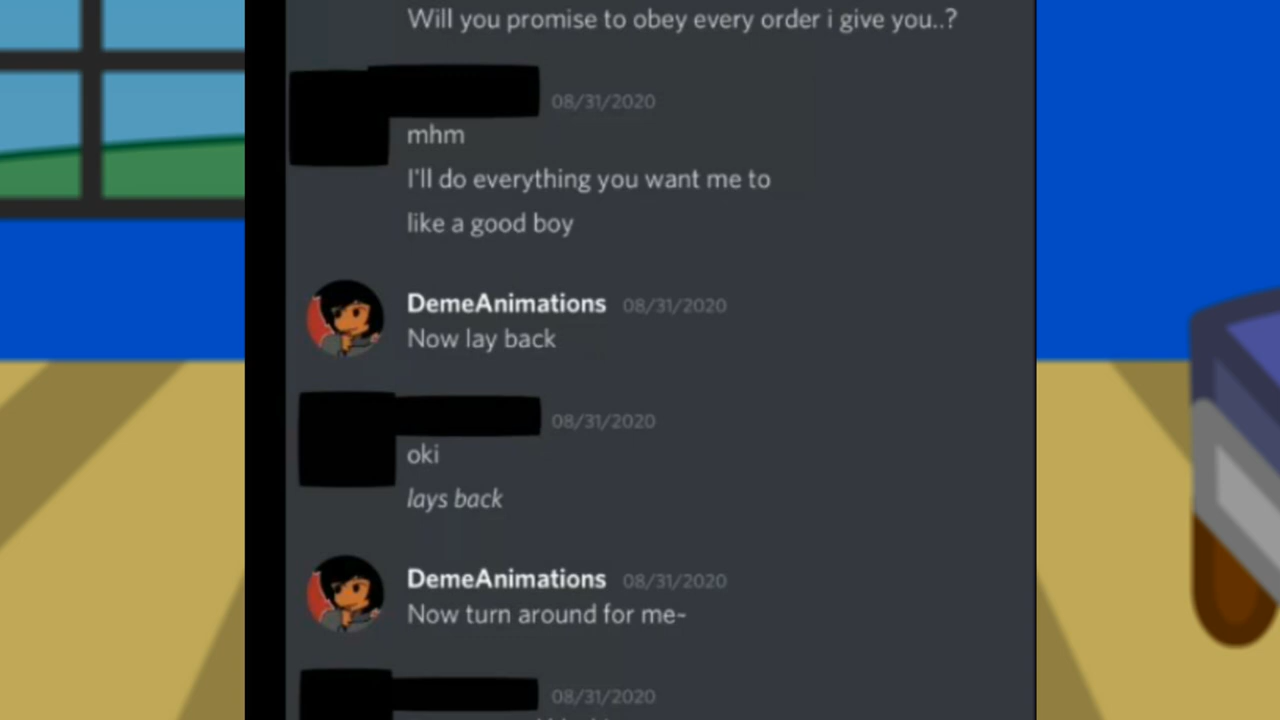 Will you promise to obey every order i give you..?
08/31/2020
mhm
I'll do everything you want me to
like a good boy
DemeAnimations 08/31/2020
Now lay back
08/31/2020
oki
lays back
DemeAnimations 08/31/2020
Now turn around for me~
08/31/2020